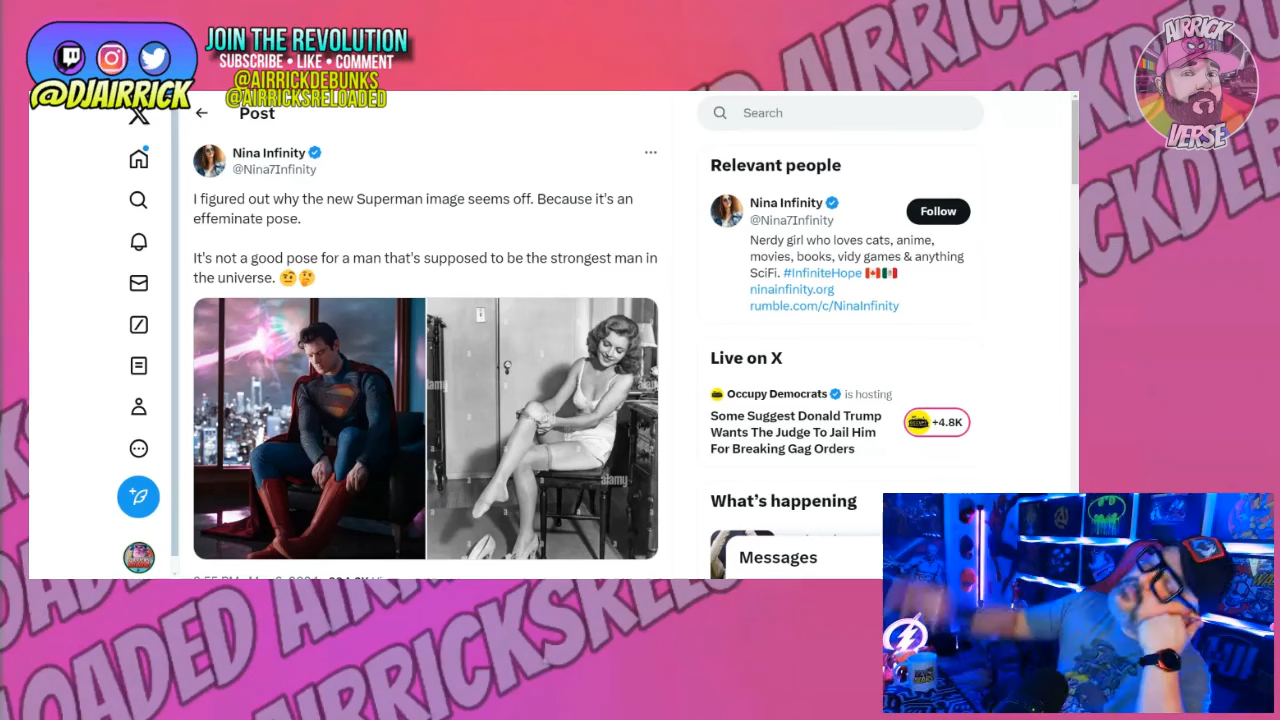 JOIN THE REVOLUTION
SUBSCRIBE • LIKE • COMMENT
@AIRRICKDEBUNKS
@AIRRICKSRELOADED
@DJAIRRICK
AIRRICK
VERSE
Post
Nina Infinity
@Nina7Infinity
I figured out why the new Superman image seems off. Because it's an
effeminate pose.
It's not a good pose for a man that's supposed to be the strongest man in
the universe. 🤨🤔
alamy
alamy
Search
Relevant people
Nina Infinity
@Nina7Infinity
Follow
Nerdy girl who loves cats, anime,
movies, books, vidy games & anything
SciFi. #InfiniteHope 🇨🇦🇲🇽
ninainfinity.org
rumble.com/c/NinaInfinity
Live on X
Occupy Democrats is hosting
Some Suggest Donald Trump
Wants The Judge To Jail Him
For Breaking Gag Orders
+4.8K
What's happening
Messages